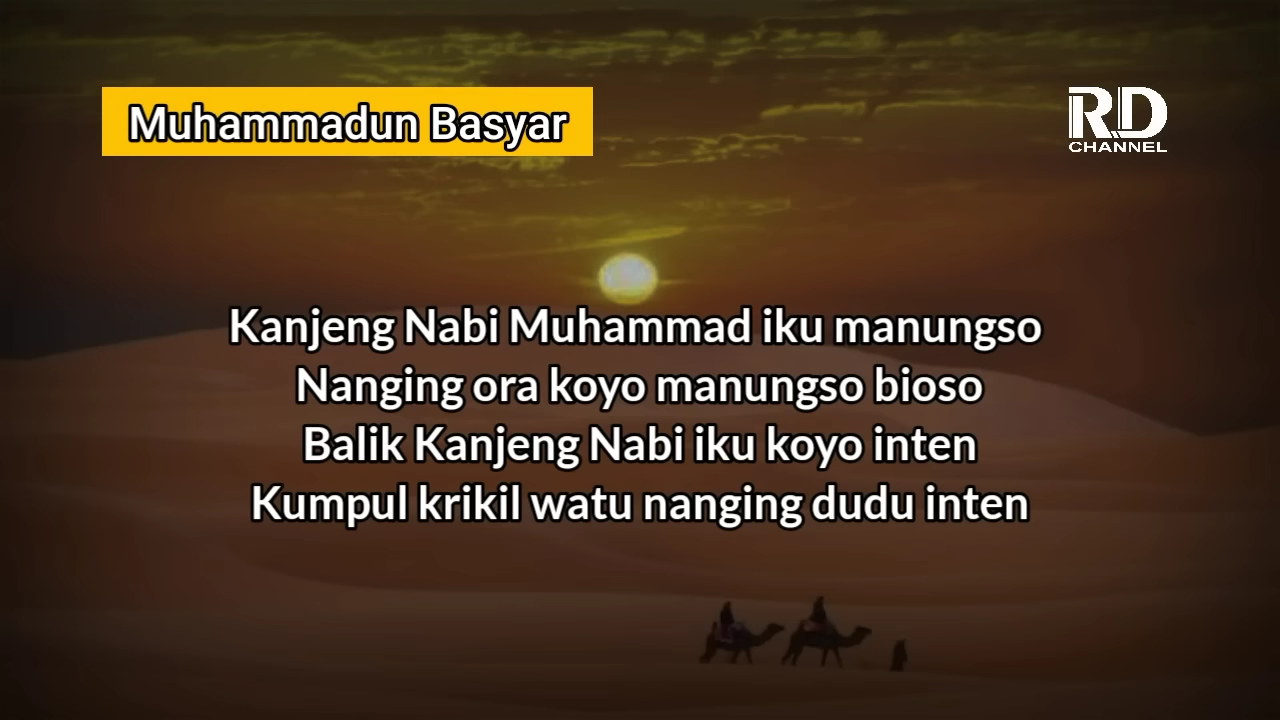 Muhammadun Basyar
RD
CHANNEL
Kanjeng Nabi Muhammad iku manungso
Nanging ora koyo manungso bioso
Balik Kanjeng Nabi iku koyo inten
Kumpul krikil watu nanging dudu inten